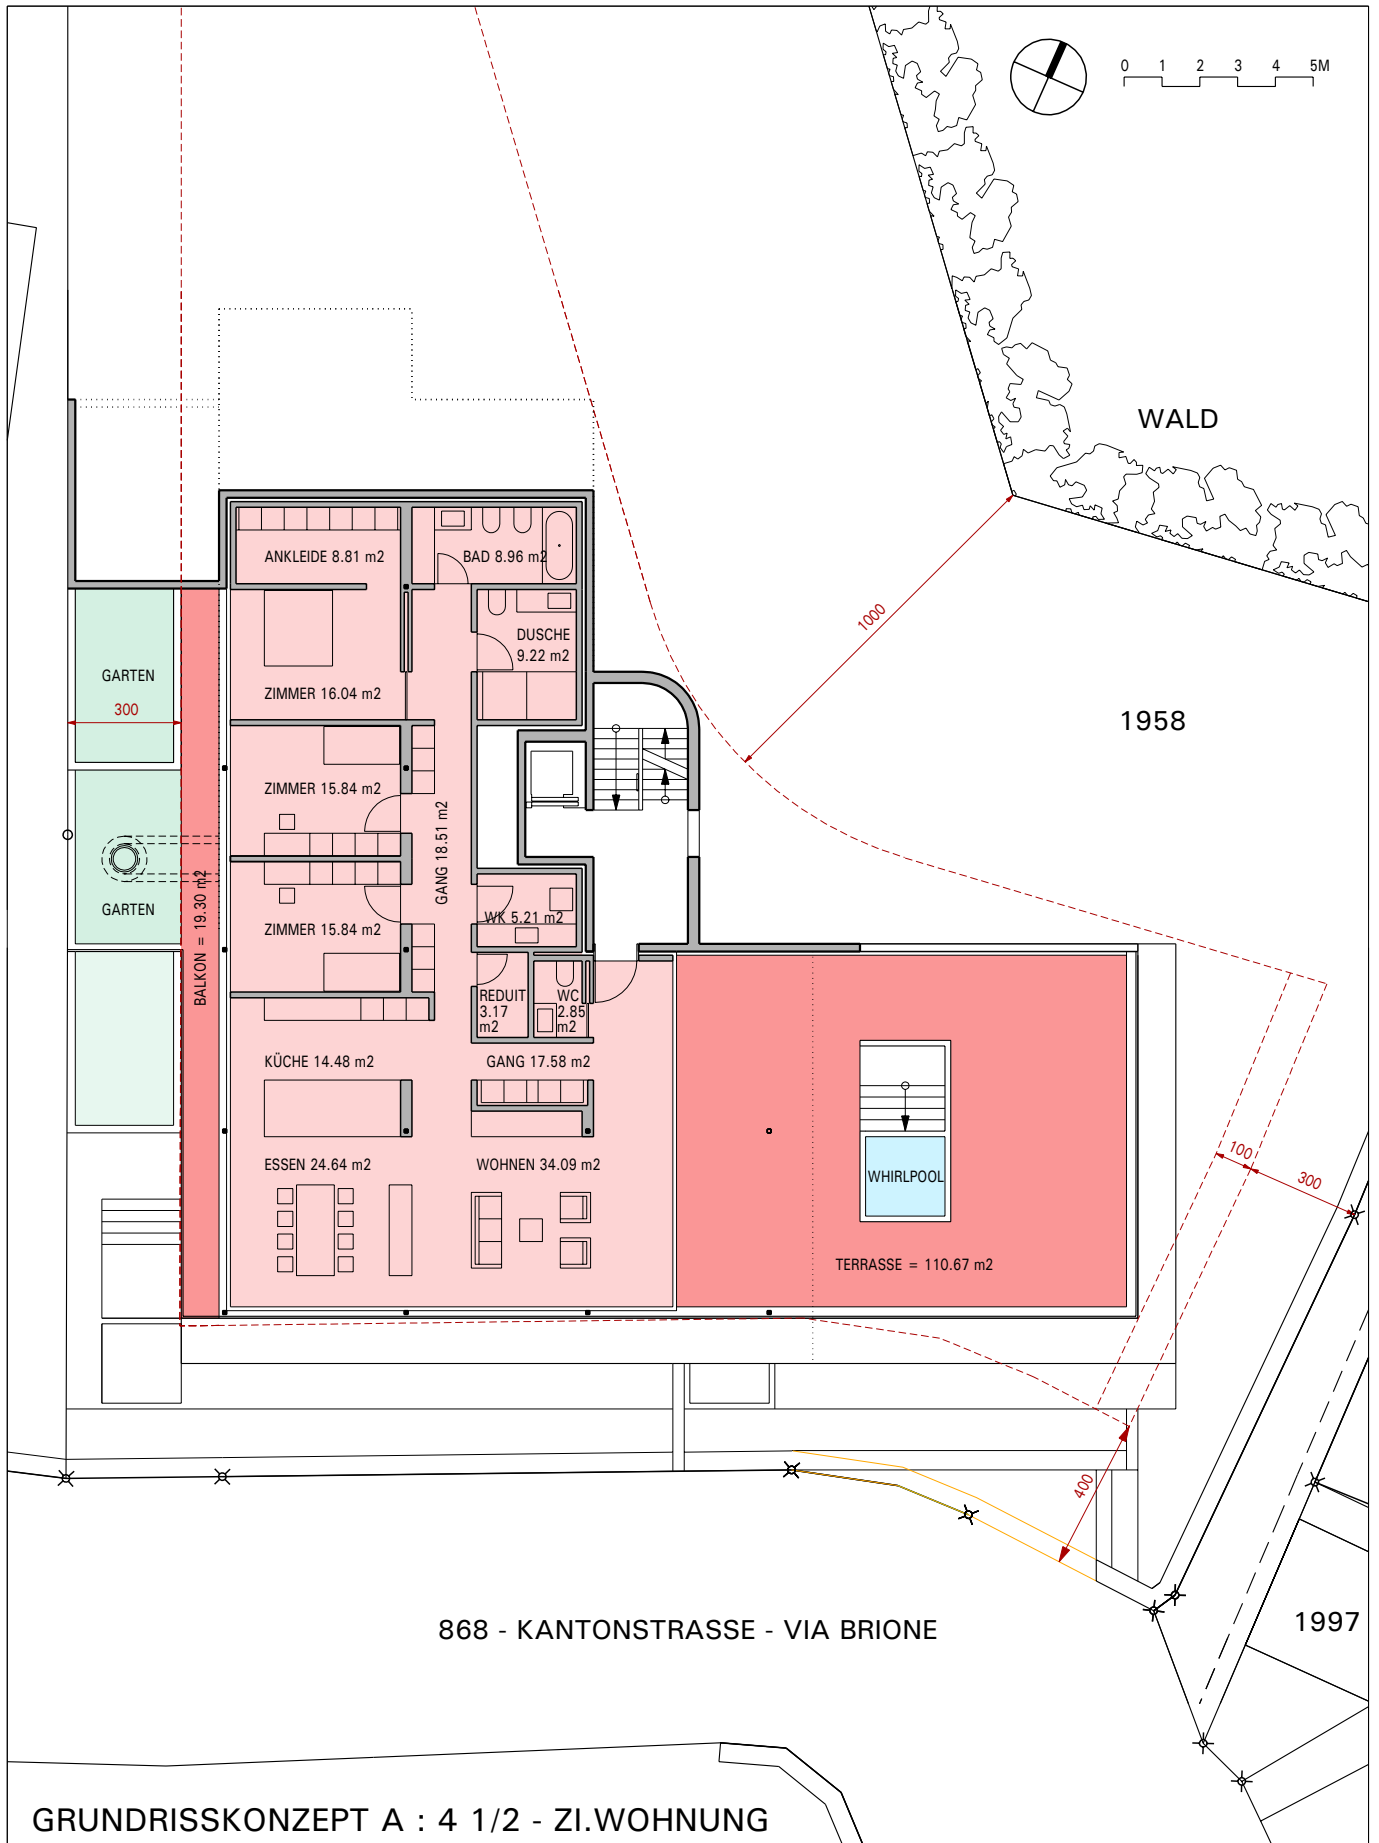 0 1 2 3 4 5M
WALD
1000
1958
ANKLEIDE 8.81 m2
BAD 8.96 m2
DUSCHE
9.22 m2
GARTEN
300
ZIMMER 16.04 m2
ZIMMER 15.84 m2
GANG 18.51 m2
GARTEN
BALKON = 19.30 m2
WK 5.21 m2
ZIMMER 15.84 m2
REDUIT
3.17
m2
WC
2.85
m2
KÜCHE 14.48 m2
GANG 17.58 m2
ESSEN 24.64 m2
WOHNEN 34.09 m2
WHIRLPOOL
100
300
TERRASSE = 110.67 m2
400
868 - KANTONSTRASSE - VIA BRIONE
1997
GRUNDRISSKONZEPT A : 4 1/2 - ZI.WOHNUNG